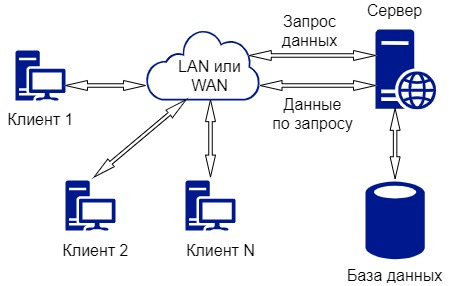 Запрос
данных
Сервер
LAN или
WAN
Данные
по запросу
Клиент 1
Клиент 2
Клиент N
База данных